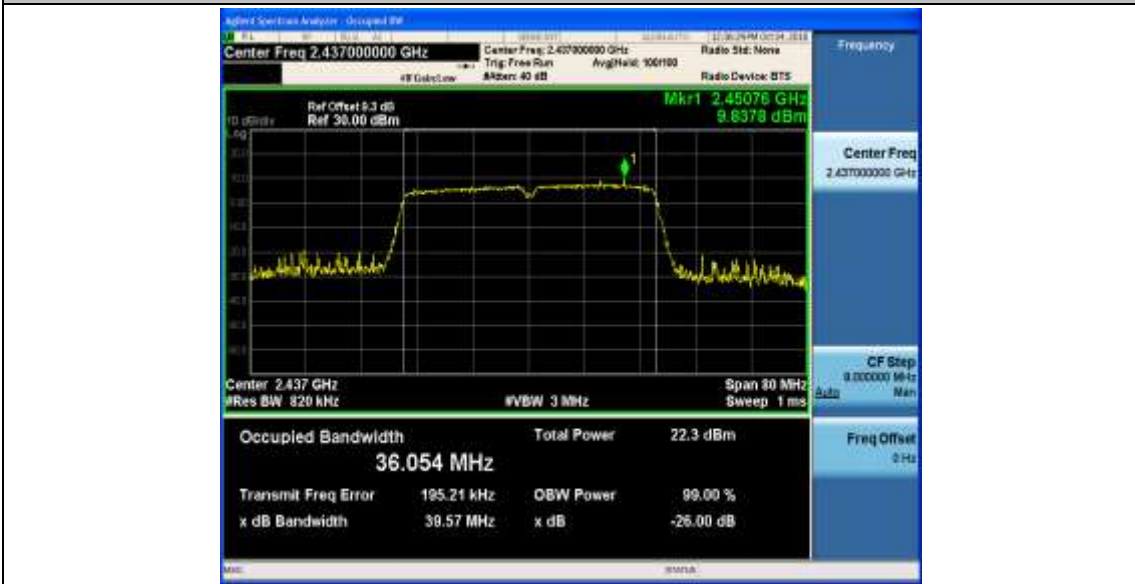 Agilent Spectrum Analyzer - Occupied BW
Center Freq 2.437000000 GHz
Center Freq: 2.437000000 GHz
Radio Std: None
Trig: Free Run
Avg|Hold: 100/100
#IFGain:Low
#Atten: 40 dB
Radio Device: BTS
Frequency
Mkr1 2.45076 GHz
9.8378 dBm
Ref Offset 9.3 dB
10 dB/div
Ref 30.00 dBm
Log
1
Center Freq
2.437000000 GHz
Center 2.437 GHz
Span 80 MHz
#Res BW 820 kHz
#VBW 3 MHz
Sweep 1 ms
CF Step
8.000000 MHz
Auto
Man
Freq Offset
0 Hz
Occupied Bandwidth
Total Power
22.3 dBm
36.054 MHz
Transmit Freq Error
195.21 kHz
OBW Power
99.00 %
x dB Bandwidth
39.57 MHz
x dB
-26.00 dB
MSG
STATUS